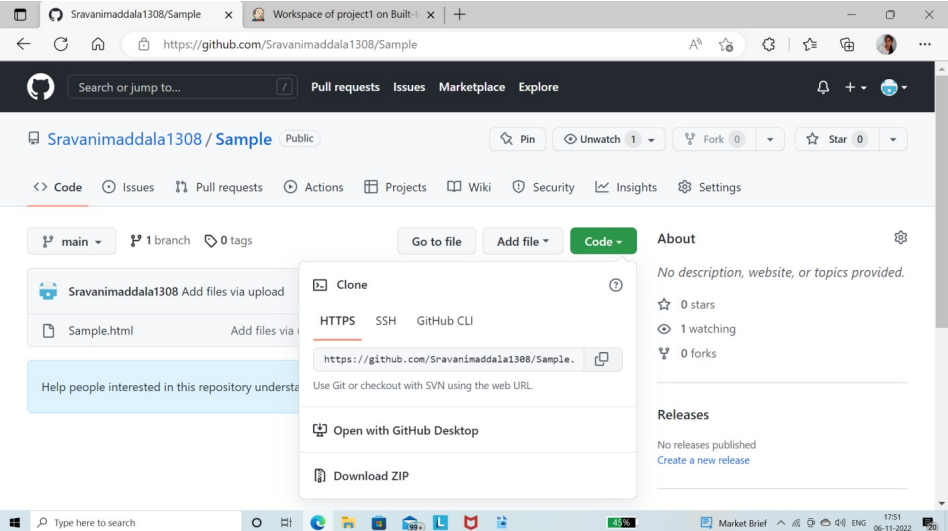 Sravanimaddala1308/Sample
Workspace of project1 on Built-
https://github.com/Sravanimaddala1308/Sample
Search or jump to... /
Pull requests Issues Marketplace Explore
Sravanimaddala1308 / Sample Public
Pin Unwatch 1 Fork 0 Star 0
Code Issues Pull requests Actions Projects Wiki Security Insights Settings
main 1 branch 0 tags Go to file Add file Code
Sravanimaddala1308 Add files via upload
Sample.html Add files via
Help people interested in this repository understa
Clone
HTTPS SSH GitHub CLI
https://github.com/Sravanimaddala1308/Sample.
Use Git or checkout with SVN using the web URL.
Open with GitHub Desktop
Download ZIP
About
No description, website, or topics provided.
0 stars
1 watching
0 forks
Releases
No releases published
Create a new release
Type here to search
99+
45%
Market Brief
ENG
17:51
06-11-2022
20